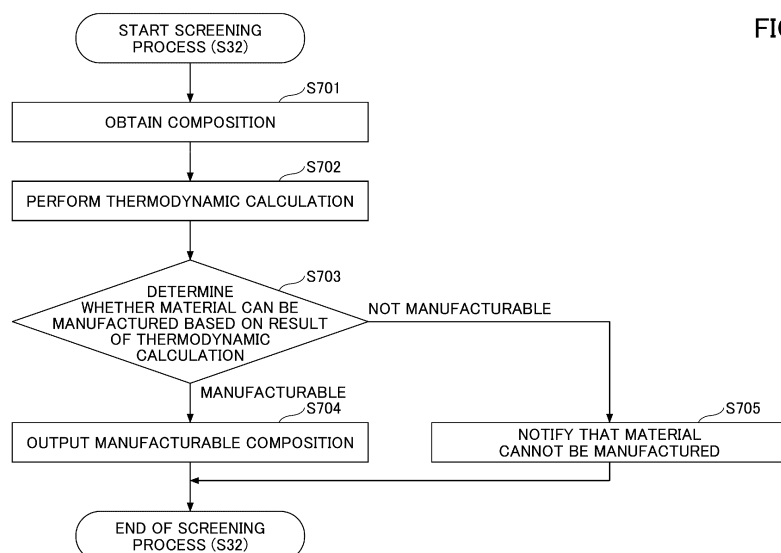 START SCREENING
PROCESS (S32)
S701
OBTAIN COMPOSITION
S702
PERFORM THERMODYNAMIC CALCULATION
S703
DETERMINE
WHETHER MATERIAL CAN BE
MANUFACTURED BASED ON RESULT
OF THERMODYNAMIC
CALCULATION
NOT MANUFACTURABLE
MANUFACTURABLE
S704
OUTPUT MANUFACTURABLE COMPOSITION
S705
NOTIFY THAT MATERIAL
CANNOT BE MANUFACTURED
END OF SCREENING
PROCESS (S32)